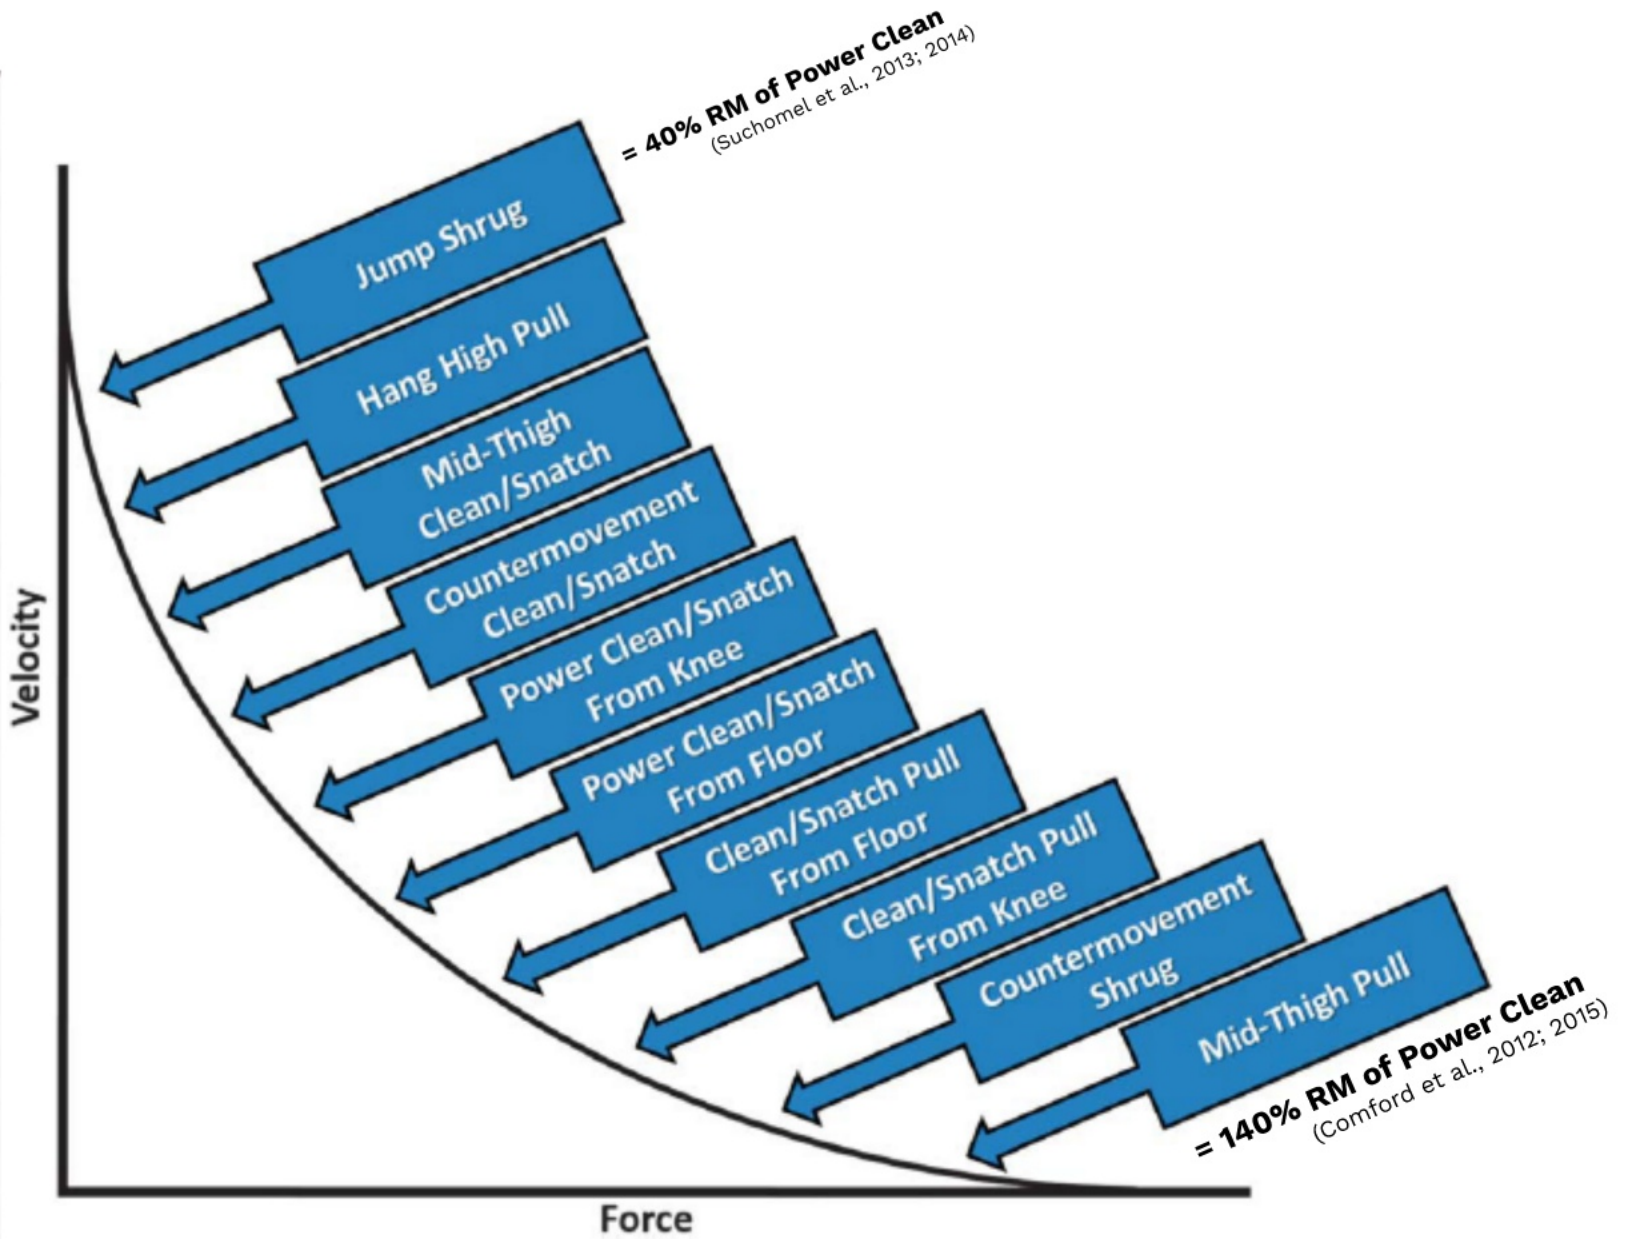 = 40% RM of Power Clean
(Suchomel et al., 2013; 2014)
Jump Shrug
Hang High Pull
Mid-Thigh
Clean/Snatch
Countermovement
Clean/Snatch
Power Clean/Snatch
From Knee
Power Clean/Snatch
From Floor
Clean/Snatch Pull
From Floor
Clean/Snatch Pull
From Knee
Countermovement
Shrug
Mid-Thigh Pull
= 140% RM of Power Clean
(Comford et al., 2012; 2015)
Velocity
Force